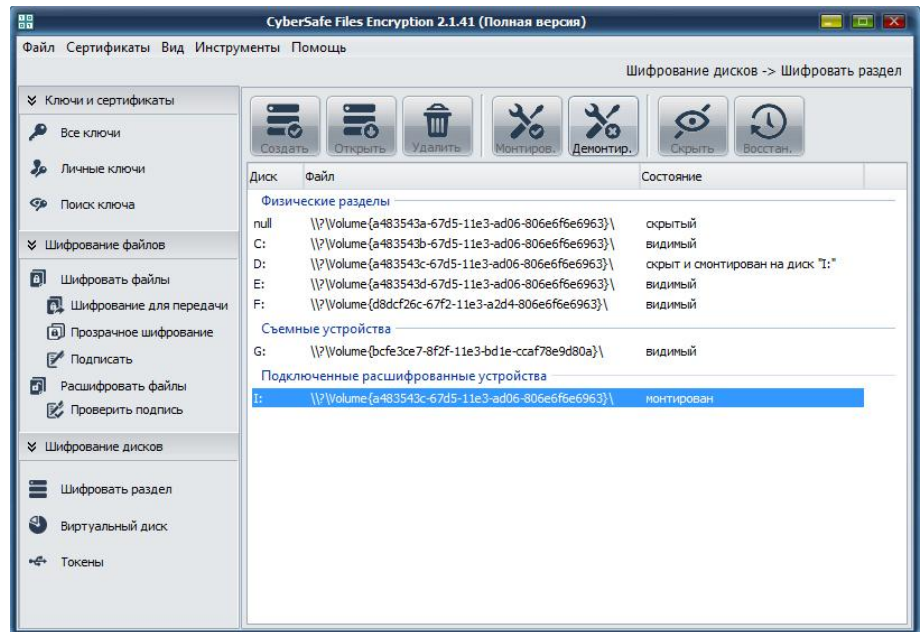 CyberSafe Files Encryption 2.1.41 (Полная версия)
Файл Сертификаты Вид Инструменты Помощь
Шифрование дисков -> Шифровать раздел
Ключи и сертификаты
Все ключи
Личные ключи
Поиск ключа
Шифрование файлов
Шифровать файлы
Шифрование для передачи
Прозрачное шифрование
Подписать
Расшифровать файлы
Проверить подпись
Шифрование дисков
Шифровать раздел
Виртуальный диск
Токены
Создать Открыть Удалить Монтиров. Демонтир. Скрыть Восстан.
Диск Файл Состояние
Физические разделы
null \\?\Volume{a483543a-67d5-11e3-ad06-806e6f6e6963}\ скрытый
C: \\?\Volume{a483543b-67d5-11e3-ad06-806e6f6e6963}\ видимый
D: \\?\Volume{a483543c-67d5-11e3-ad06-806e6f6e6963}\ скрыт и смонтирован на диск "I:"
E: \\?\Volume{a483543d-67d5-11e3-ad06-806e6f6e6963}\ видимый
F: \\?\Volume{d8dcf26c-67f2-11e3-a2d4-806e6f6e6963}\ видимый
Съемные устройства
G: \\?\Volume{bcfe3ce7-8f2f-11e3-bd1e-ccaf78e9d80a}\ видимый
Подключенные расшифрованные устройства
I: \\?\Volume{a483543c-67d5-11e3-ad06-806e6f6e6963}\ монтирован